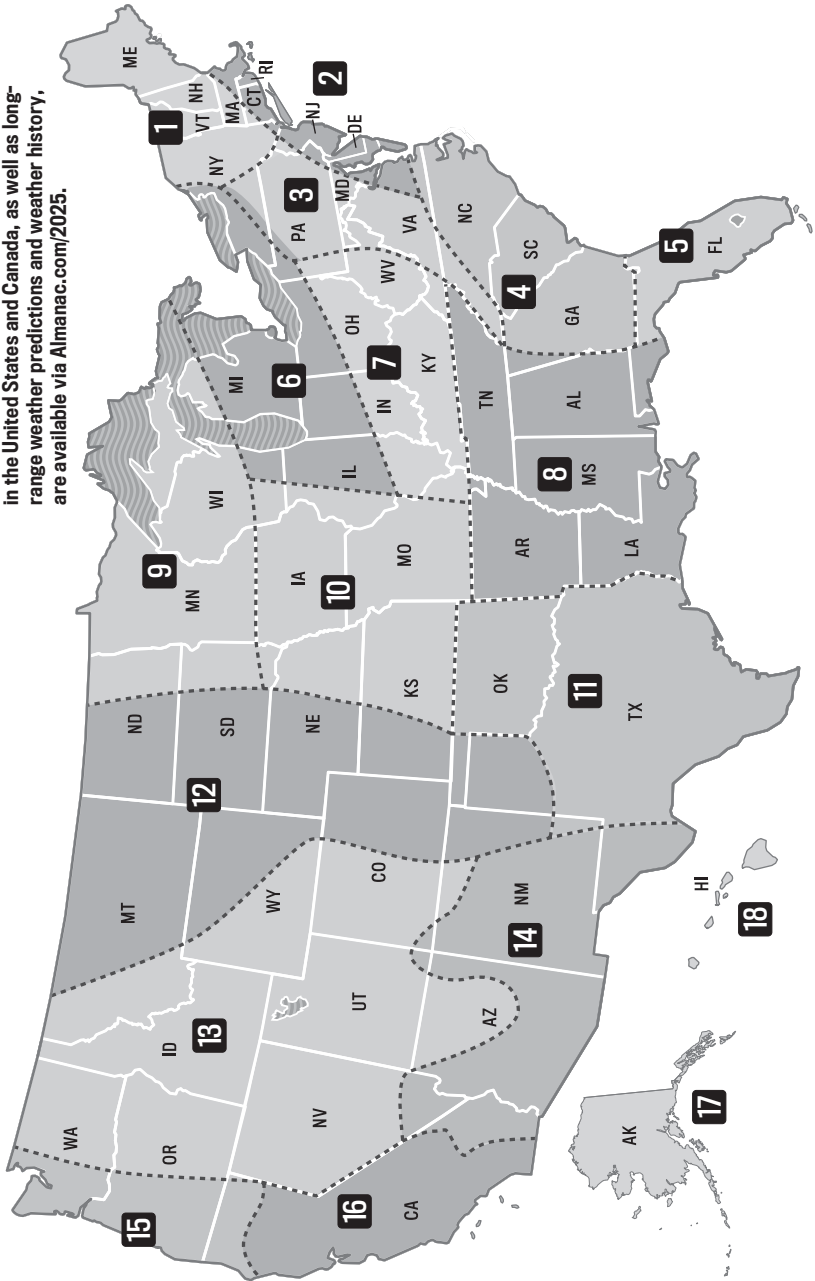 in the United States and Canada, as well as long-
range weather predictions and weather history,
are available via Almanac.com/2025.
ME
NH
VT
MA
RI
CT
NY
NJ
DE
MD
PA
1
2
3
VA
WV
NC
SC
4
GA
5
FL
MI
6
OH
7
IN
KY
IL
TN
AL
8
MS
AR
LA
WI
9
MN
IA
10
MO
KS
OK
11
TX
ND
SD
NE
12
MT
WY
CO
NM
14
ID
13
UT
AZ
NV
WA
OR
15
16
CA
AK
17
HI
18